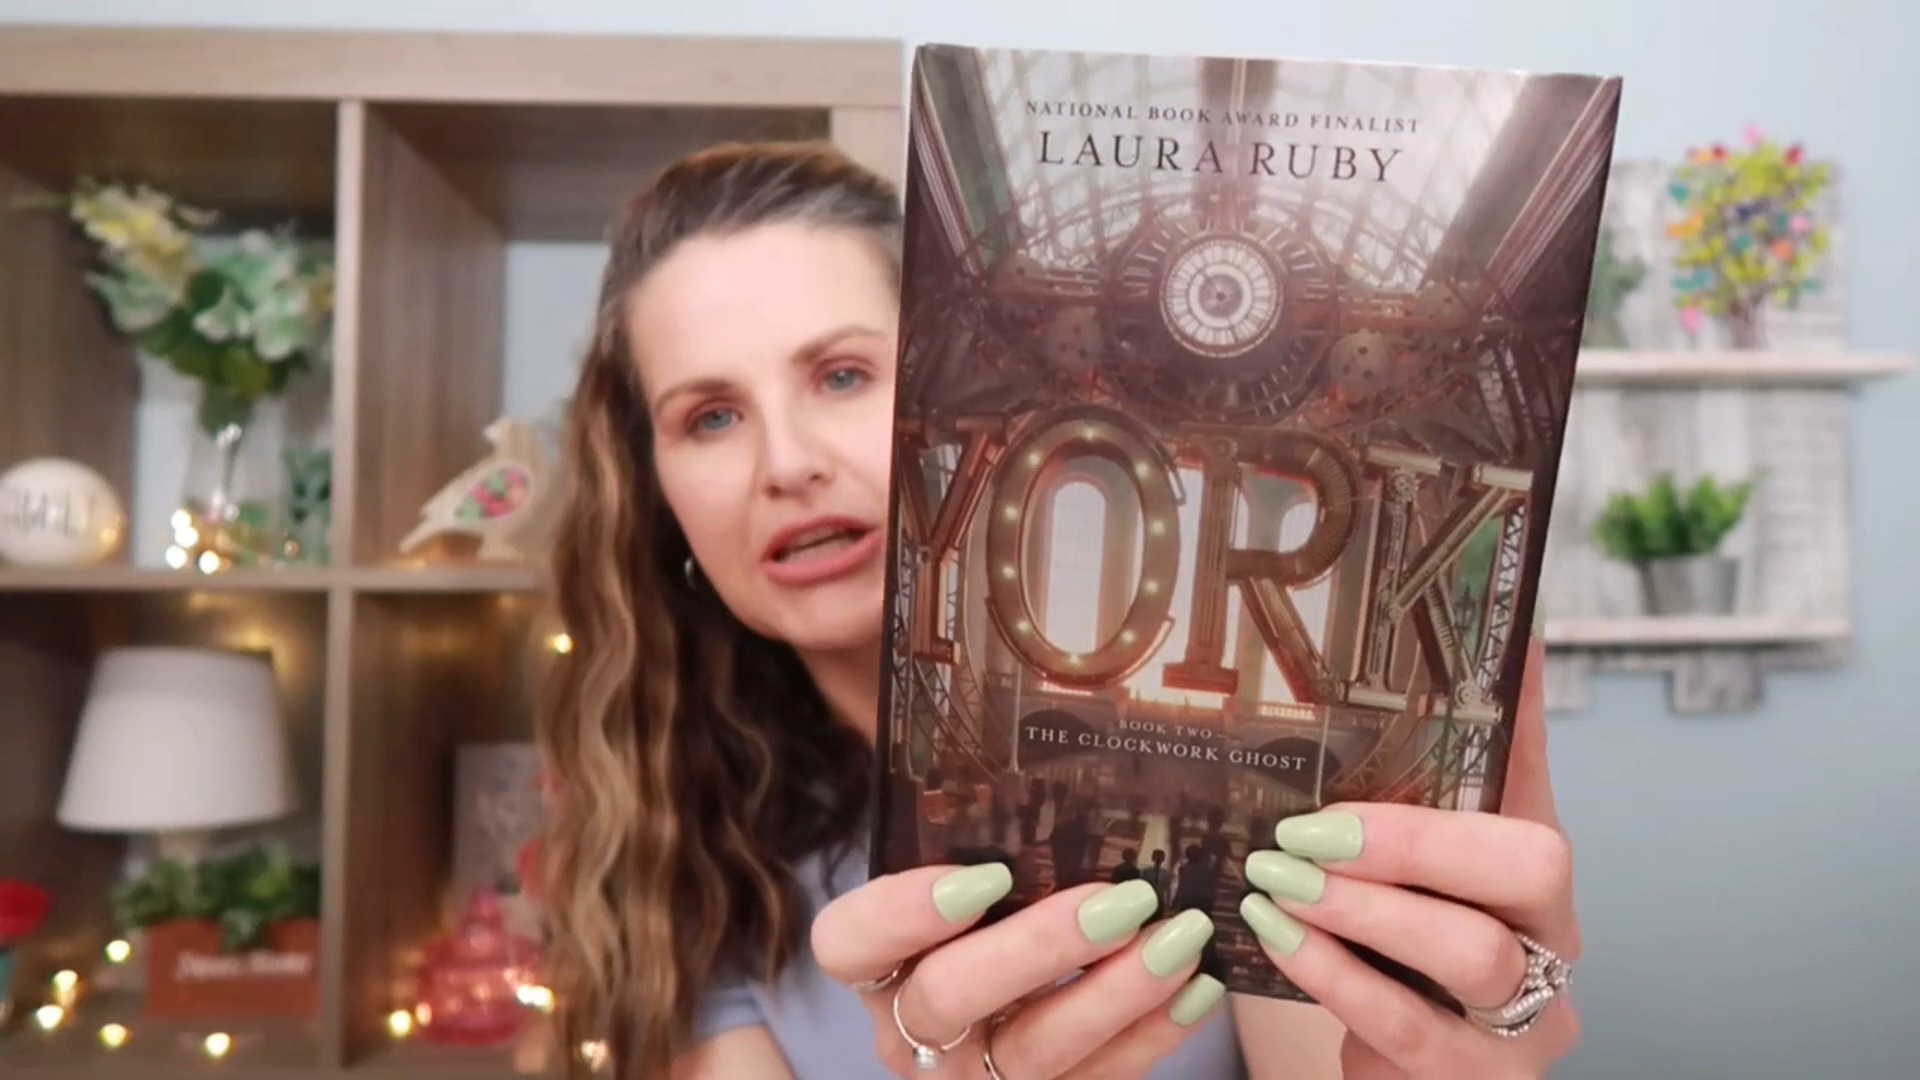 NATIONAL BOOK AWARD FINALIST
LAURA RUBY
YORK
BOOK TWO
THE CLOCKWORK GHOST